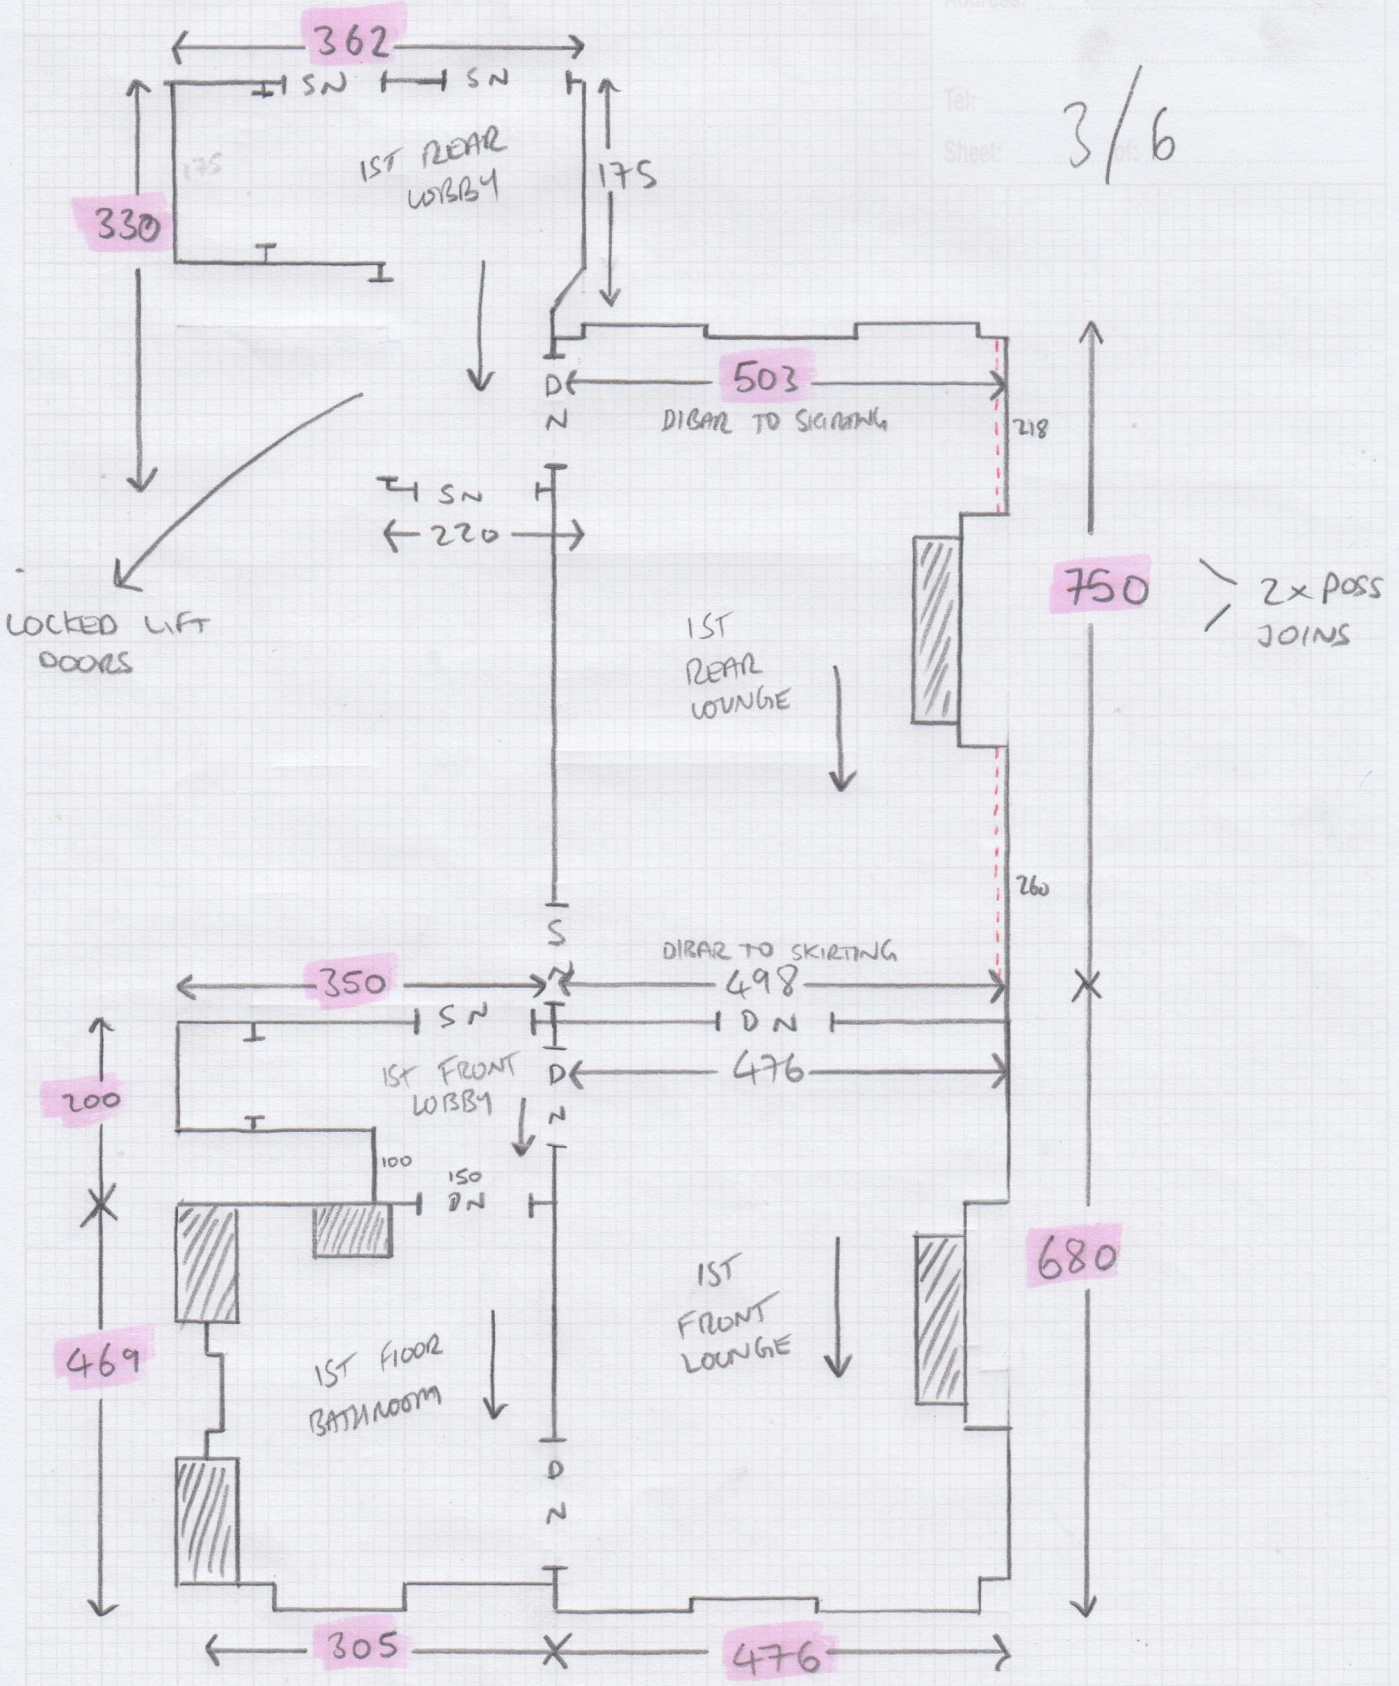 Address:
362
Tel:
3/6
Sheet: of:
SN SN
175
1ST REAR
LOBBY
175
330
D
N
503
DIBAR TO SKIRTING
218
SN
220
750
2x POSS
JOINS
LOCKED LIFT
DOORS
1ST
REAR
LOUNGE
260
S
N
DIBAR TO SKIRTING
350
498
SN
DN
1ST FRONT
LOBBY
D
N
476
200
100
150
DN
1ST
FRONT
LOUNGE
680
469
1ST FLOOR
BATHROOM
D
N
305
476